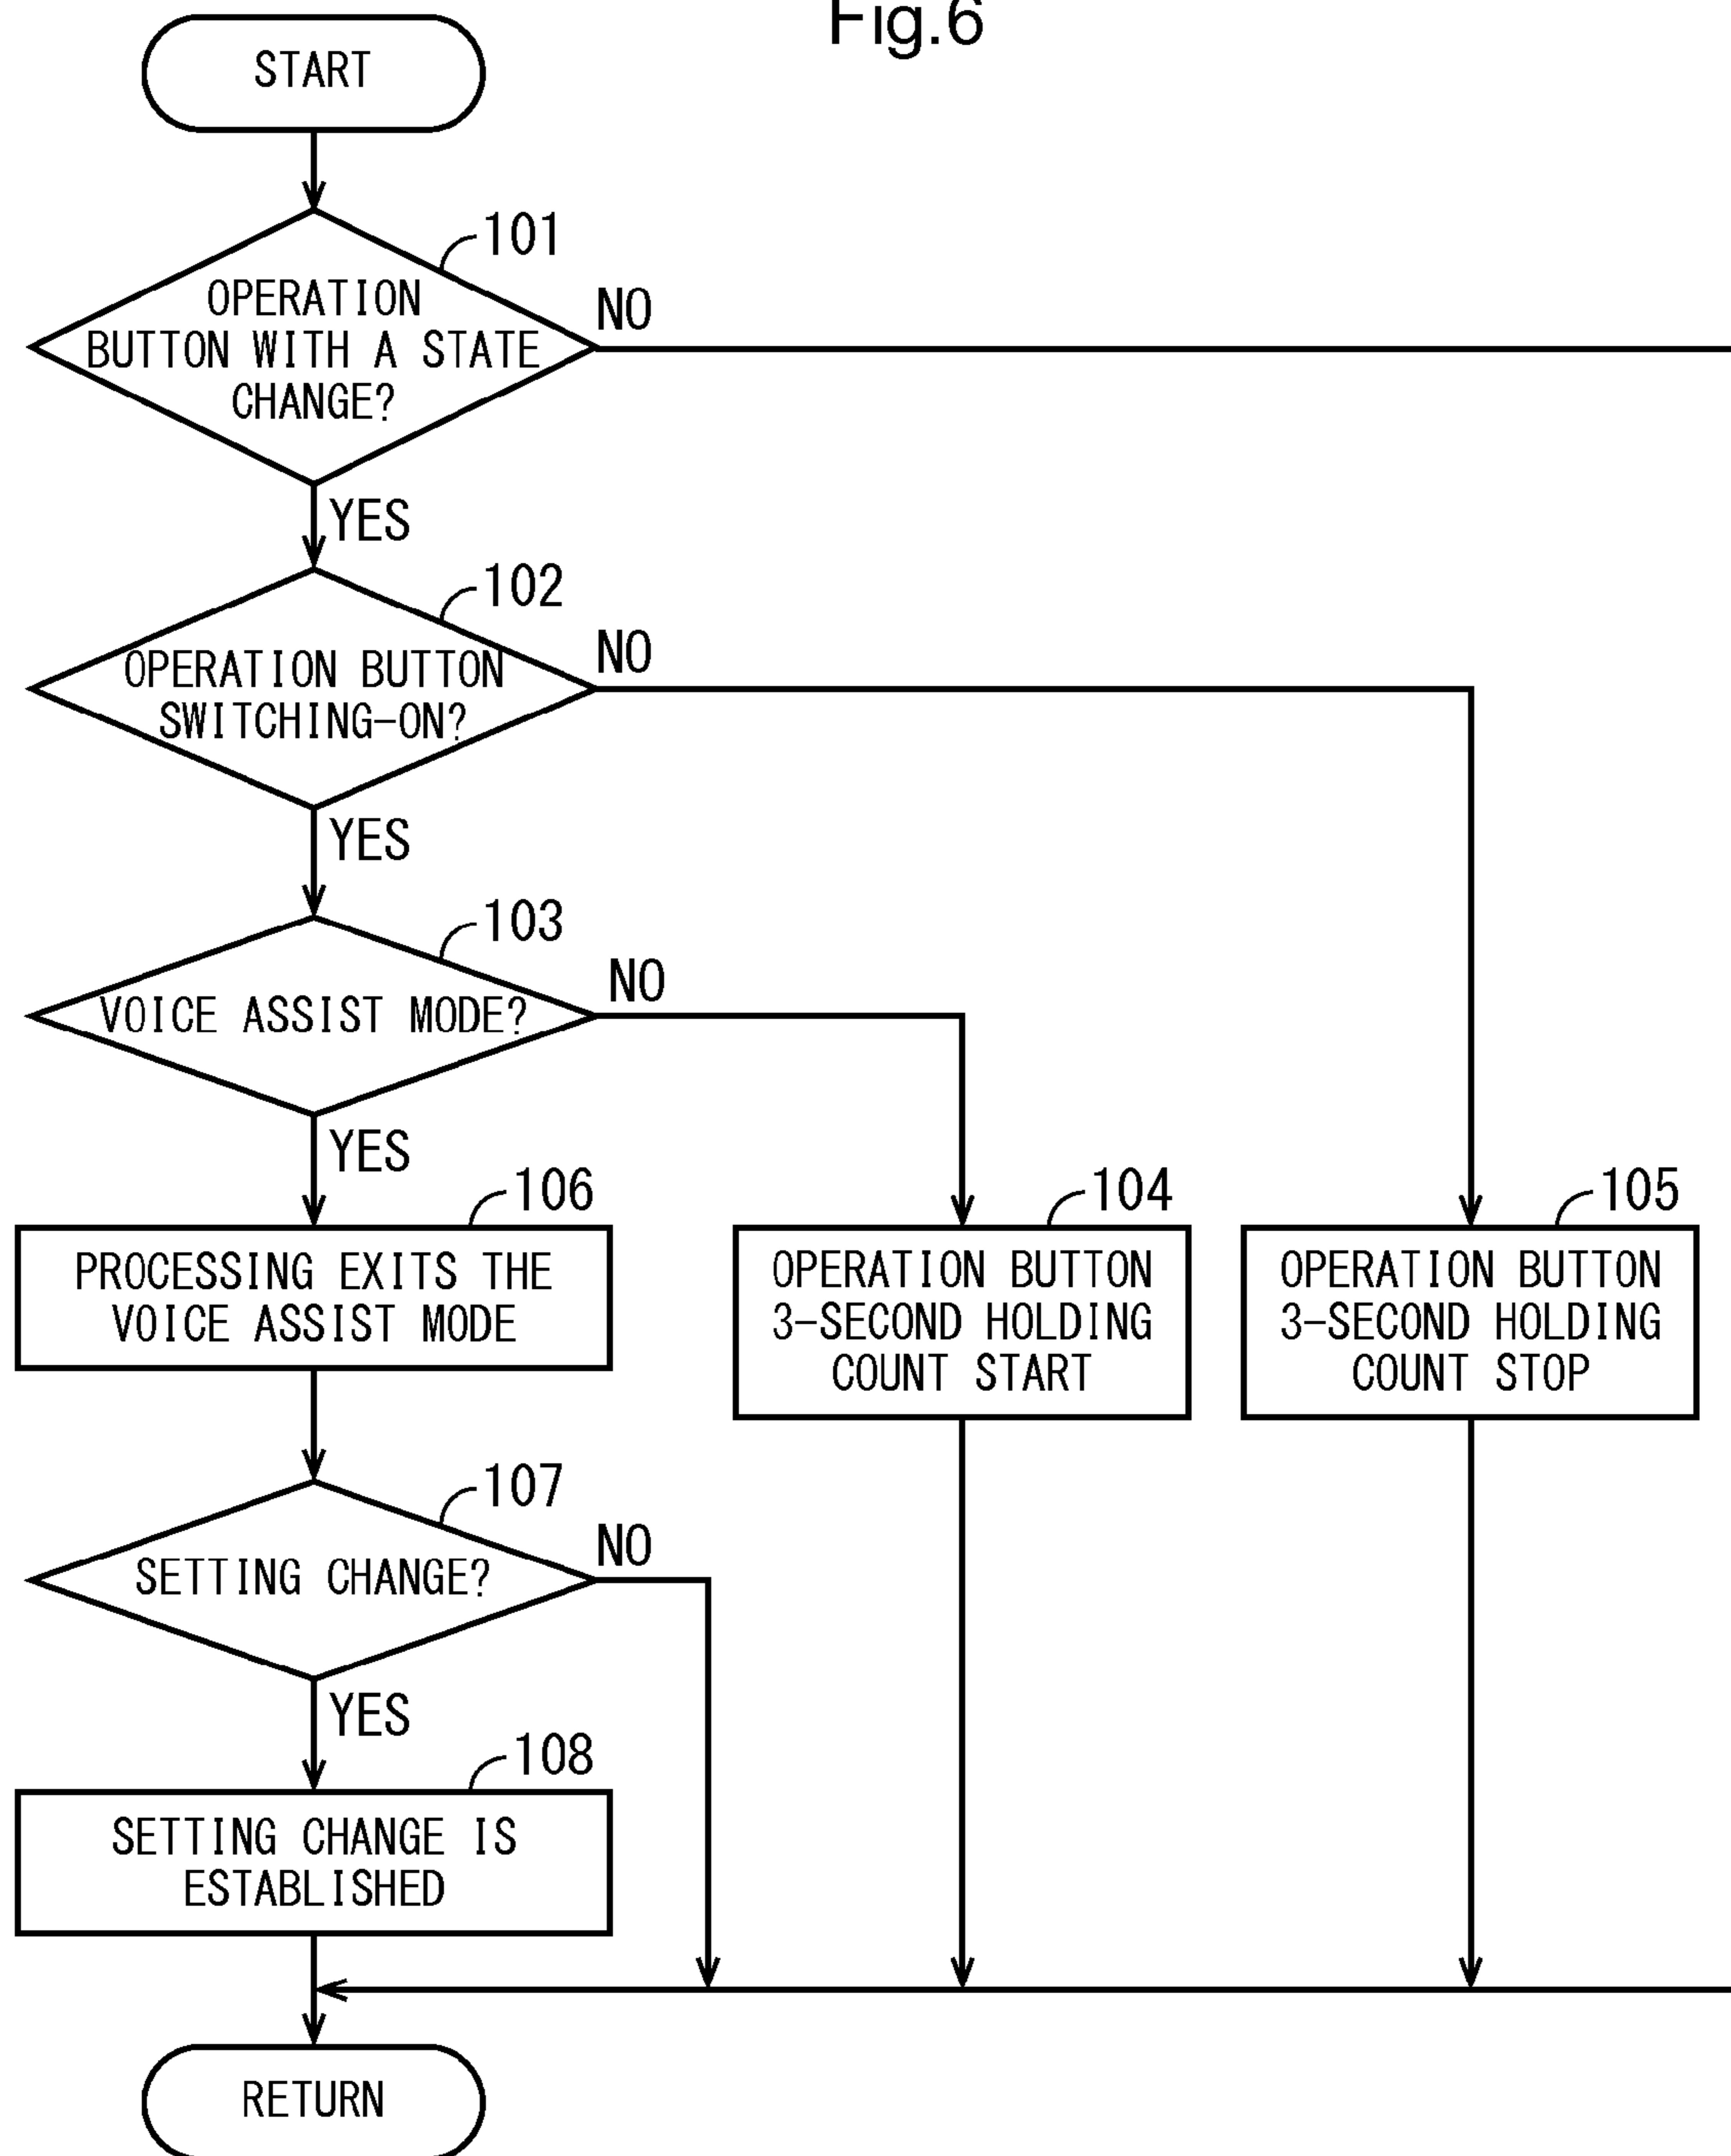 Fig.6
START
101
OPERATION
BUTTON WITH A STATE
CHANGE?
NO
YES
102
OPERATION BUTTON
SWITCHING-ON?
NO
YES
103
VOICE ASSIST MODE?
NO
YES
106
PROCESSING EXITS THE
VOICE ASSIST MODE
104
OPERATION BUTTON
3-SECOND HOLDING
COUNT START
105
OPERATION BUTTON
3-SECOND HOLDING
COUNT STOP
107
SETTING CHANGE?
NO
YES
108
SETTING CHANGE IS
ESTABLISHED
RETURN